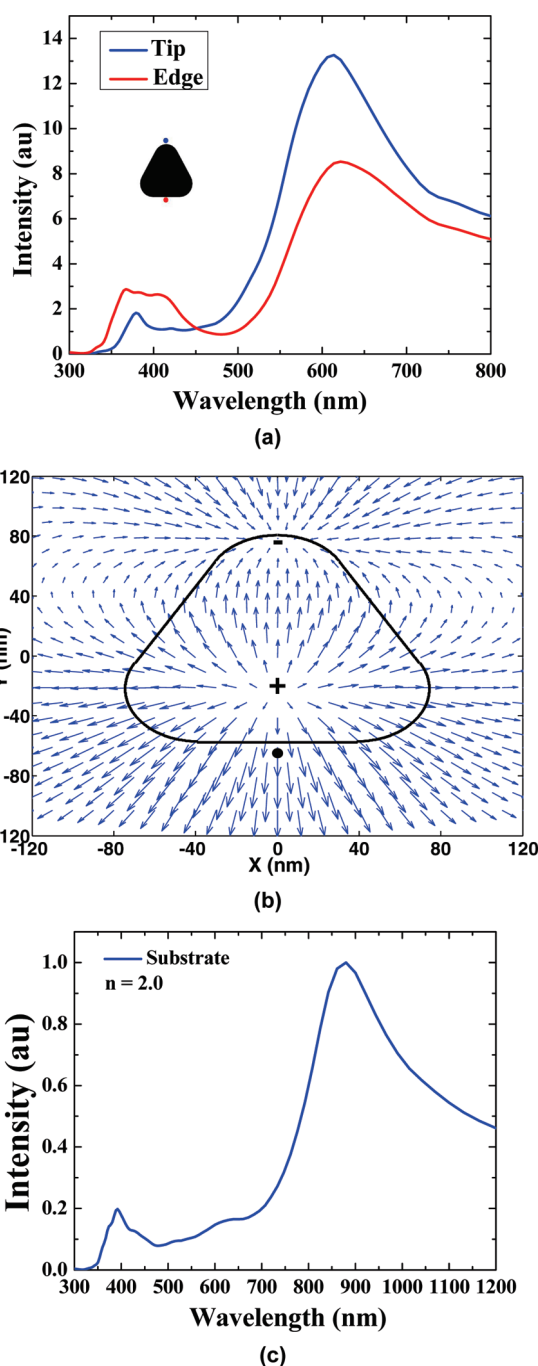 14
12
10
8
6
4
2
0
Intensity (au)
Tip
Edge
300 400 500 600 700 800
Wavelength (nm)
(a)
120
80
40
0
-40
-80
120
(nm)
-
+
-120 -80 -40 0 40 80 120
X (nm)
(b)
1.0
0.8
0.6
0.4
0.2
0.0
Intensity (au)
Substrate
n = 2.0
300 400 500 600 700 800 900 1000 1100 1200
Wavelength (nm)
(c)